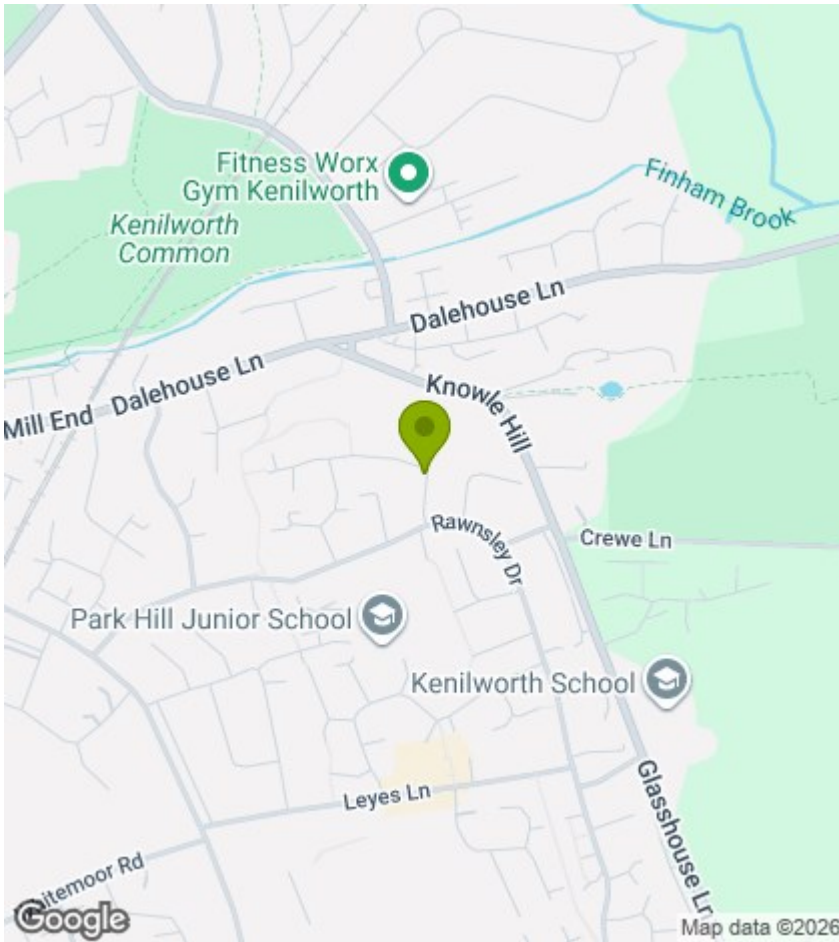 Fitness Worx
Gym Kenilworth
Kenilworth
Common
Finham Brook
Dalehouse Ln
Mill End
Dalehouse Ln
Knowle Hill
Rawnsley Dr
Crewe Ln
Park Hill Junior School
Kenilworth School
Leyes Ln
Glasshouse Ln
Rd
Google
Map data ©2026